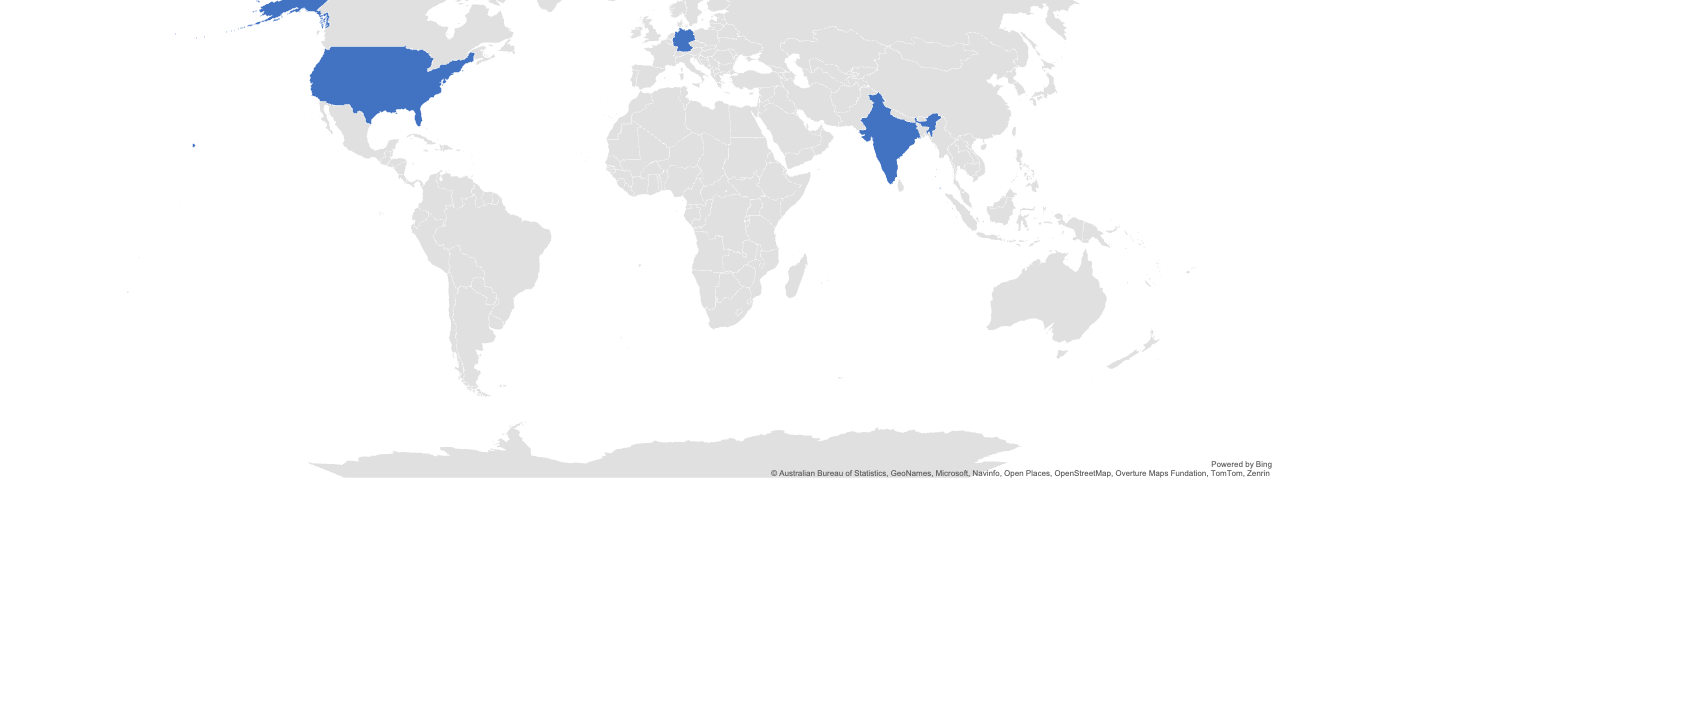 Powered by Bing
© Australian Bureau of Statistics, GeoNames, Microsoft, Navinfo, Open Places, OpenStreetMap, Overture Maps Fundation, TomTom, Zenrin